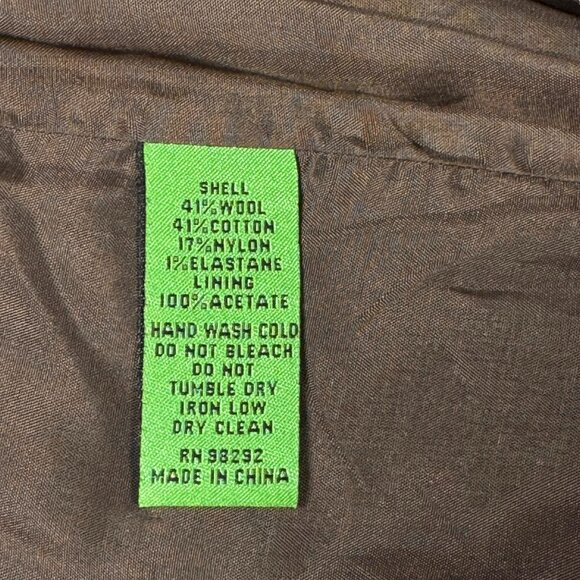 SHELL
41%WOOL
41%COTTON
17%NYLON
1%ELASTANE
LINING
100%ACETATE
HAND WASH COLD
DO NOT BLEACH
DO NOT
TUMBLE DRY
IRON LOW
DRY CLEAN
RN 98292
MADE IN CHINA